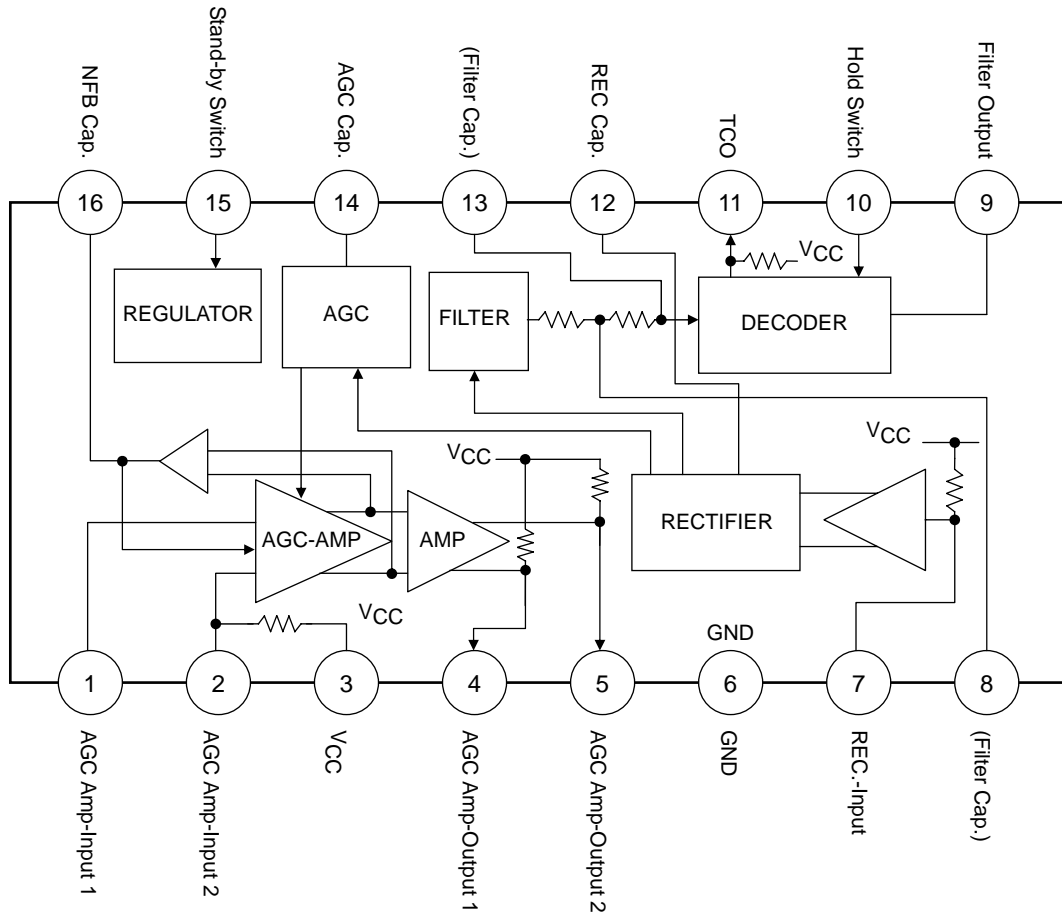 NFB Cap.
Stand-by Switch
AGC Cap.
(Filter Cap.)
REC Cap.
TCO
Hold Switch
Filter Output
16
15
14
13
12
11
10
9
VCC
REGULATOR
AGC
FILTER
DECODER
VCC
VCC
AGC-AMP
AMP
RECTIFIER
VCC
GND
1
2
3
4
5
6
7
8
AGC Amp-Input 1
AGC Amp-Input 2
VCC
AGC Amp-Output 1
AGC Amp-Output 2
GND
REC.-Input
(Filter Cap.)